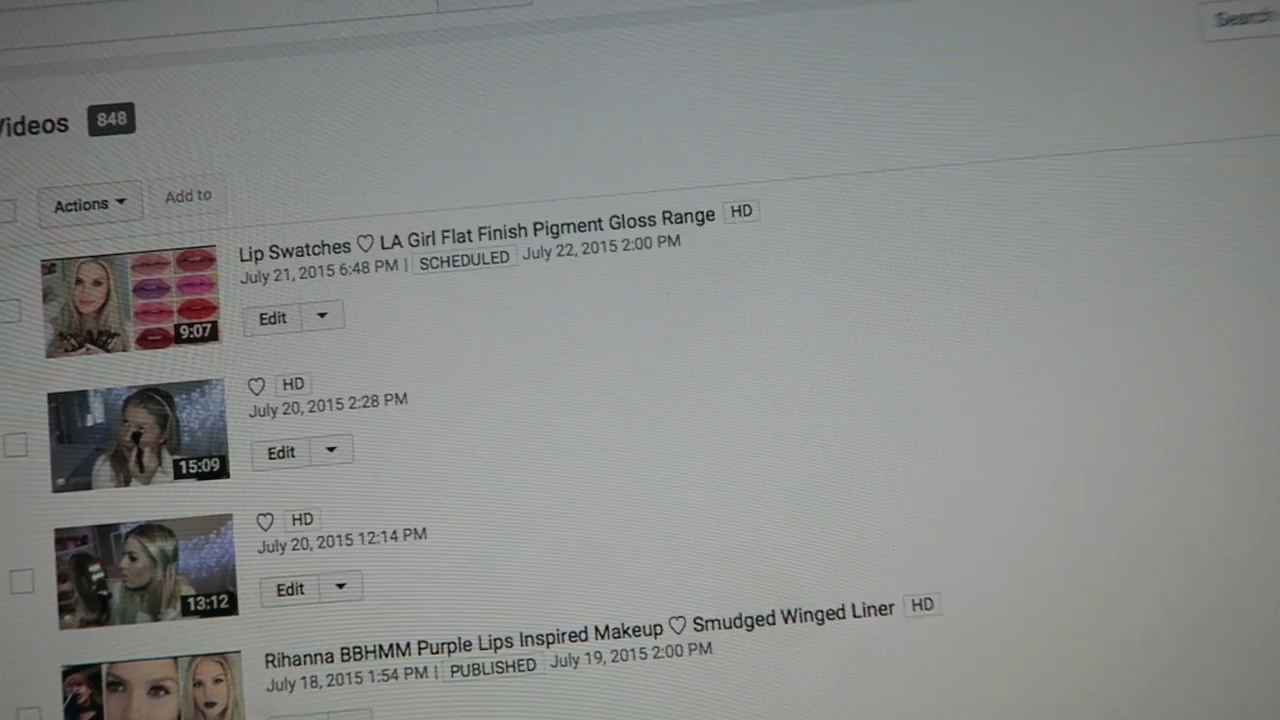 Search
Videos 848
Actions Add to
Lip Swatches ♡ LA Girl Flat Finish Pigment Gloss Range HD
July 21, 2015 6:48 PM | SCHEDULED July 22, 2015 2:00 PM
9:07
Edit
♡ HD
July 20, 2015 2:28 PM
15:09
Edit
♡ HD
July 20, 2015 12:14 PM
13:12
Edit
Rihanna BBHMM Purple Lips Inspired Makeup ♡ Smudged Winged Liner HD
July 18, 2015 1:54 PM | PUBLISHED July 19, 2015 2:00 PM